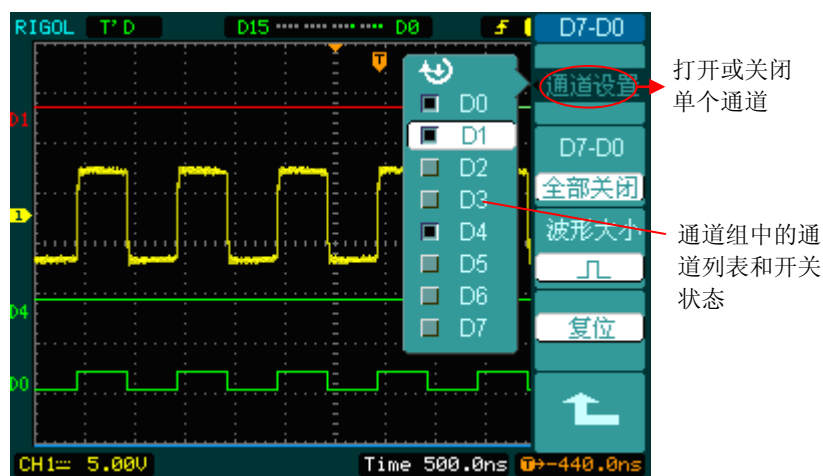 RIGOL T'D D15 D0 D7-D0
通道设置
打开或关闭
单个通道
D0
D1
D2
D3
D4
D5
D6
D7
D7-D0
全部关闭
波形大小
复位
通道组中的通
道列表和开关
状态
T
D1
1
D4
D0
CH1 5.00V Time 500.0ns T→-440.0ns